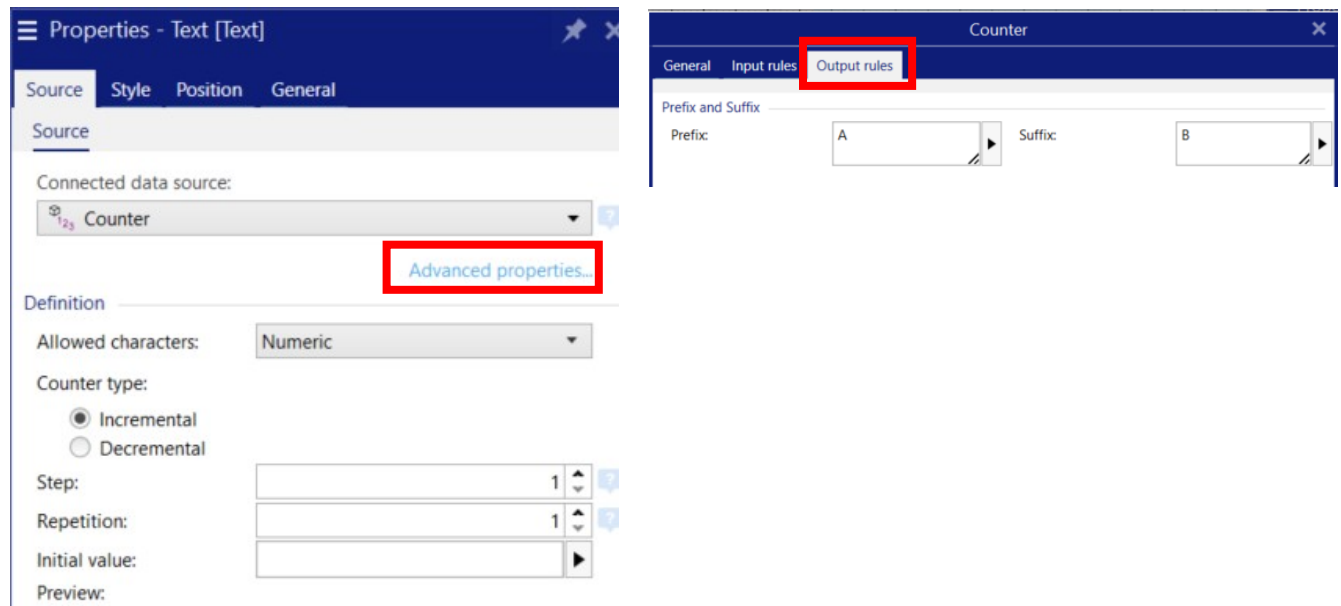 Properties - Text [Text]
Source Style Position General
Source
Connected data source:
123 Counter
Advanced properties...
Definition
Allowed characters: Numeric
Counter type:
Incremental
Decremental
Step: 1
Repetition: 1
Initial value:
Preview:
Counter
General Input rules Output rules
Prefix and Suffix
Prefix: A Suffix: B